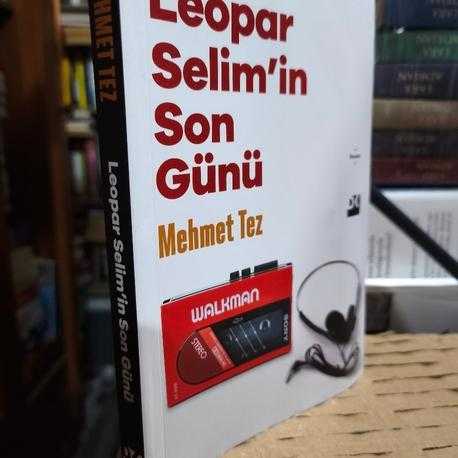 Leopar
Selim'in
Son
Günü
Mehmet Tez
WALKMAN
SONY
STEREO
MEHMET TEZ
Leopar Selim'in Son Günü